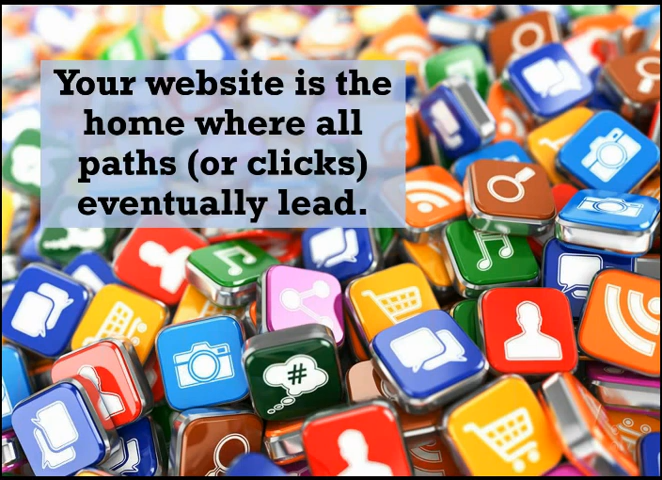 Your website is the
home where all
paths (or clicks)
eventually lead.
#